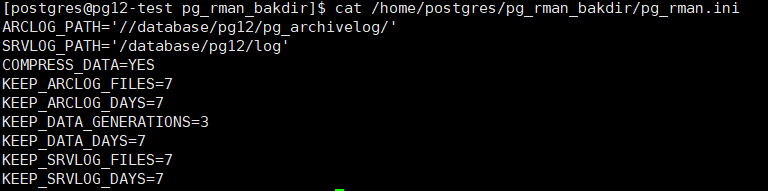 [postgres@pg12-test pg_rman_bakdir]$ cat /home/postgres/pg_rman_bakdir/pg_rman.ini
ARCLOG_PATH='//database/pg12/pg_archivelog/'
SRVLOG_PATH='/database/pg12/log'
COMPRESS_DATA=YES
KEEP_ARCLOG_FILES=7
KEEP_ARCLOG_DAYS=7
KEEP_DATA_GENERATIONS=3
KEEP_DATA_DAYS=7
KEEP_SRVLOG_FILES=7
KEEP_SRVLOG_DAYS=7